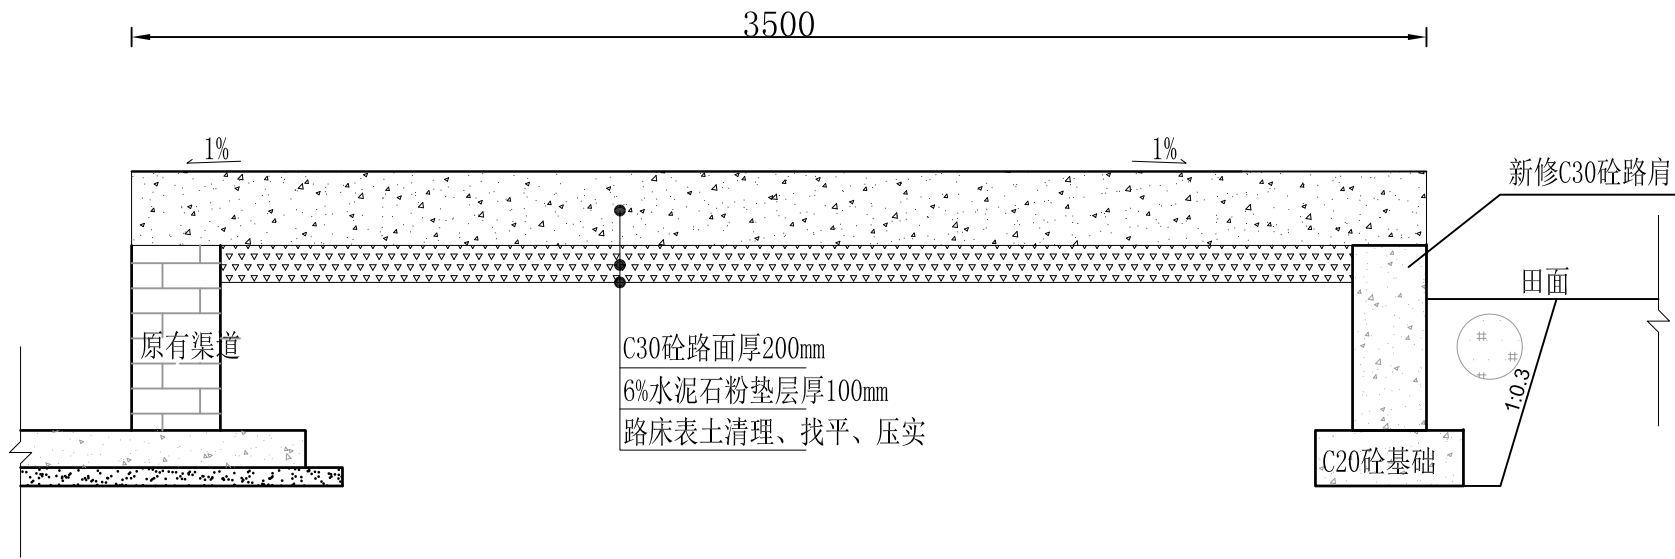 3500
1%
1%
新修C30砼路肩
田面
原有渠道
C30砼路面厚200mm
6%水泥石粉垫层厚100mm
路床表土清理、找平、压实
1:0.3
C20砼基础